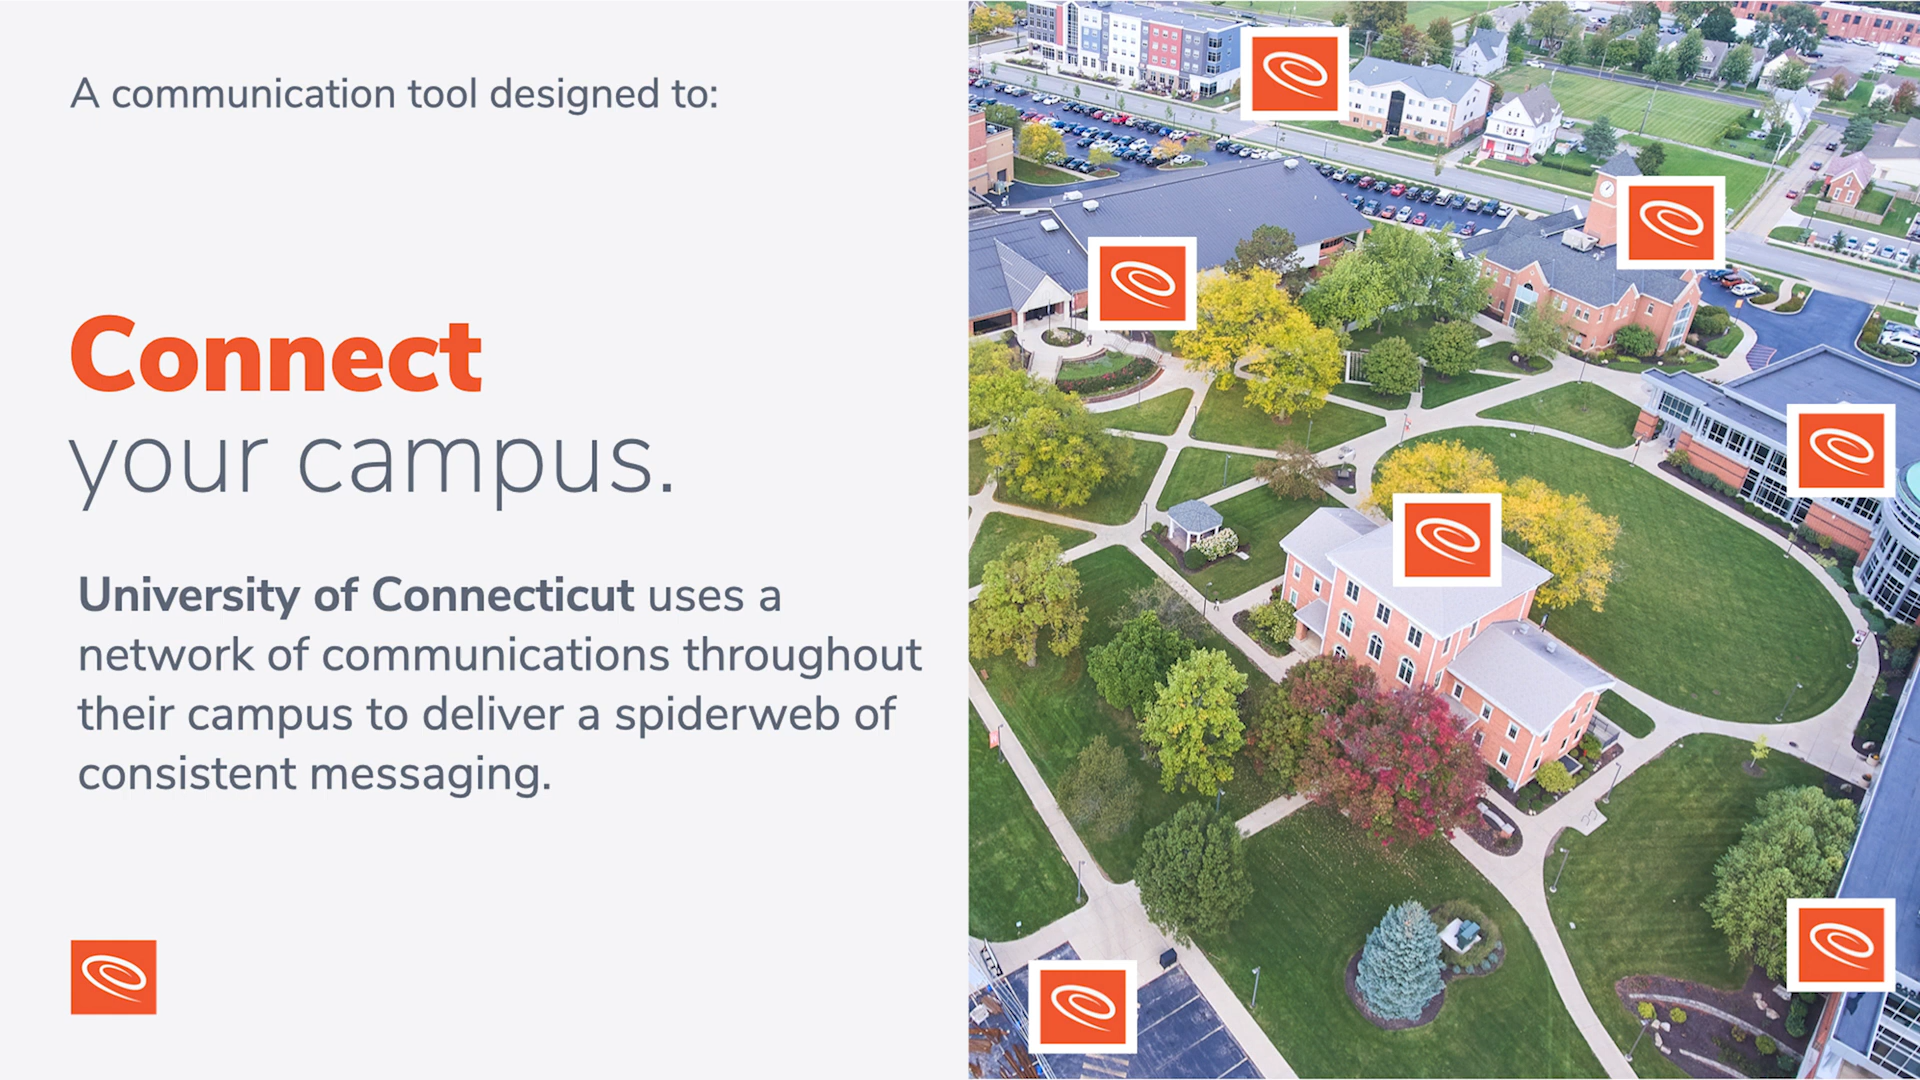 A communication tool designed to:
Connect
your campus.
University of Connecticut uses a
network of communications throughout
their campus to deliver a spiderweb of
consistent messaging.